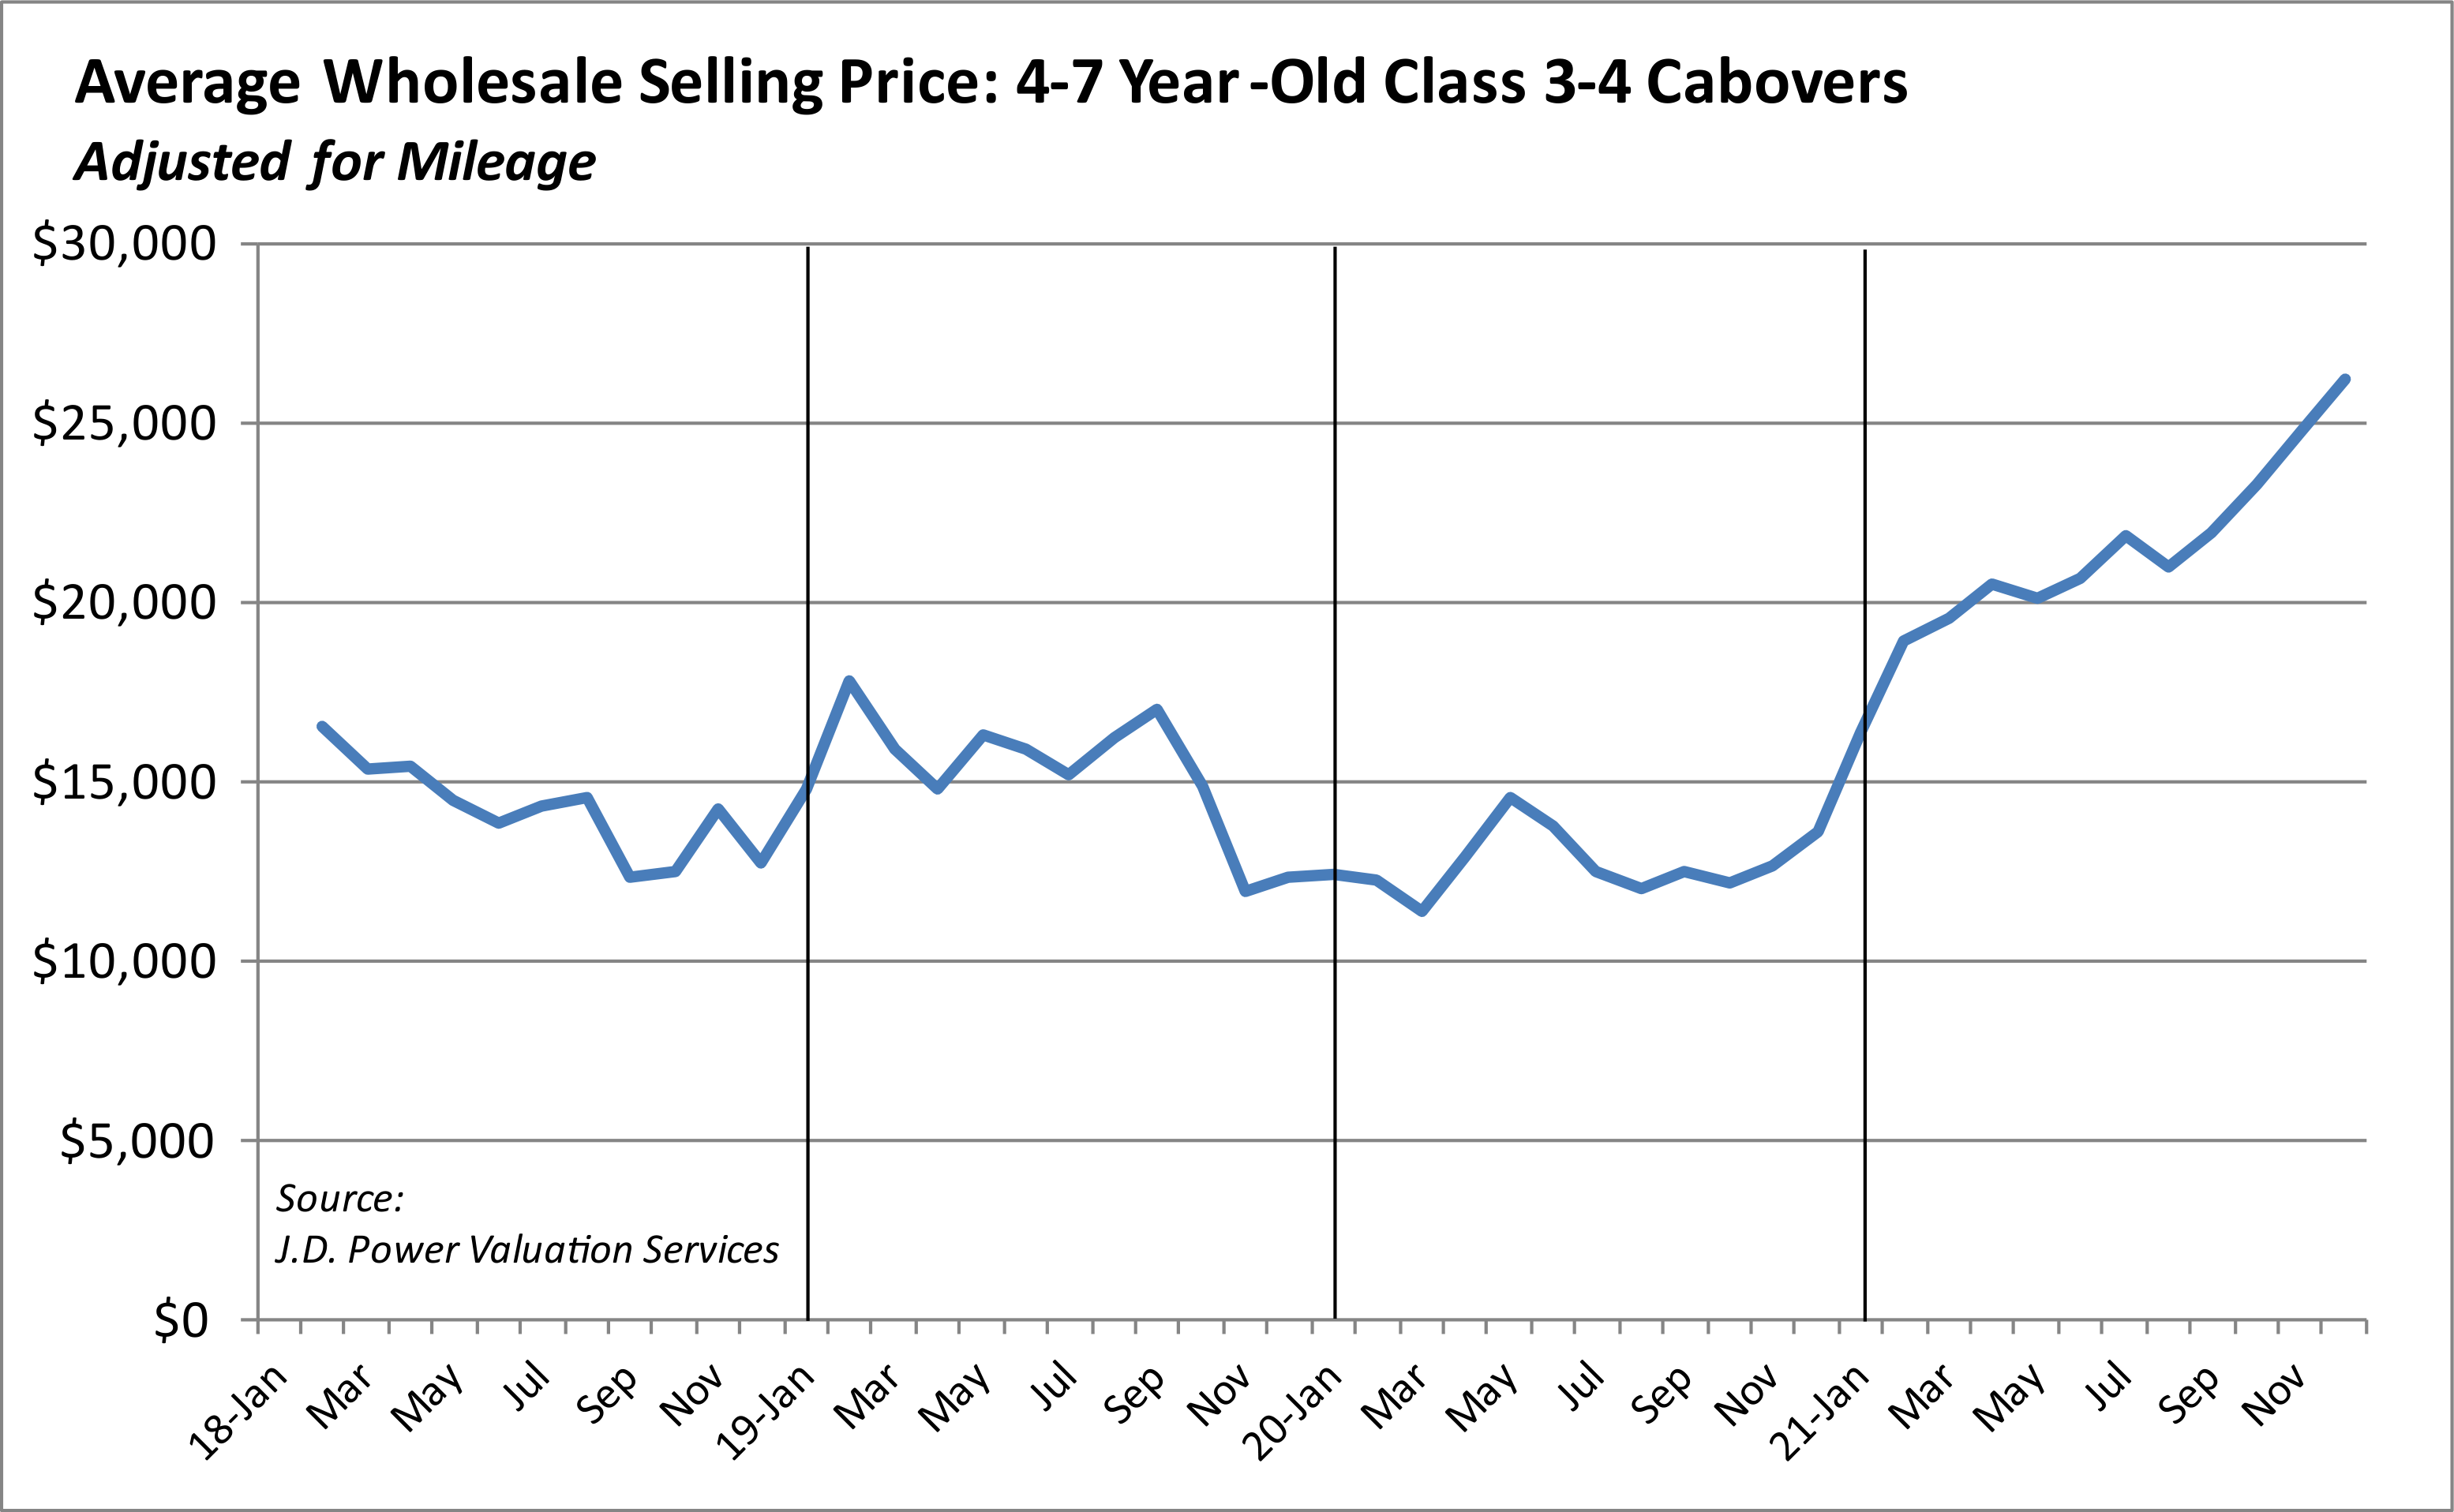 Average Wholesale Selling Price: 4-7 Year-Old Class 3-4 Cabovers
Adjusted for Mileage
$30,000
$25,000
$20,000
$15,000
$10,000
$5,000
$0
Source:
J.D. Power Valuation Services
18-Jan
Mar
May
Jul
Sep
Nov
19-Jan
Mar
May
Jul
Sep
Nov
20-Jan
Mar
May
Jul
Sep
Nov
21-Jan
Mar
May
Jul
Sep
Nov